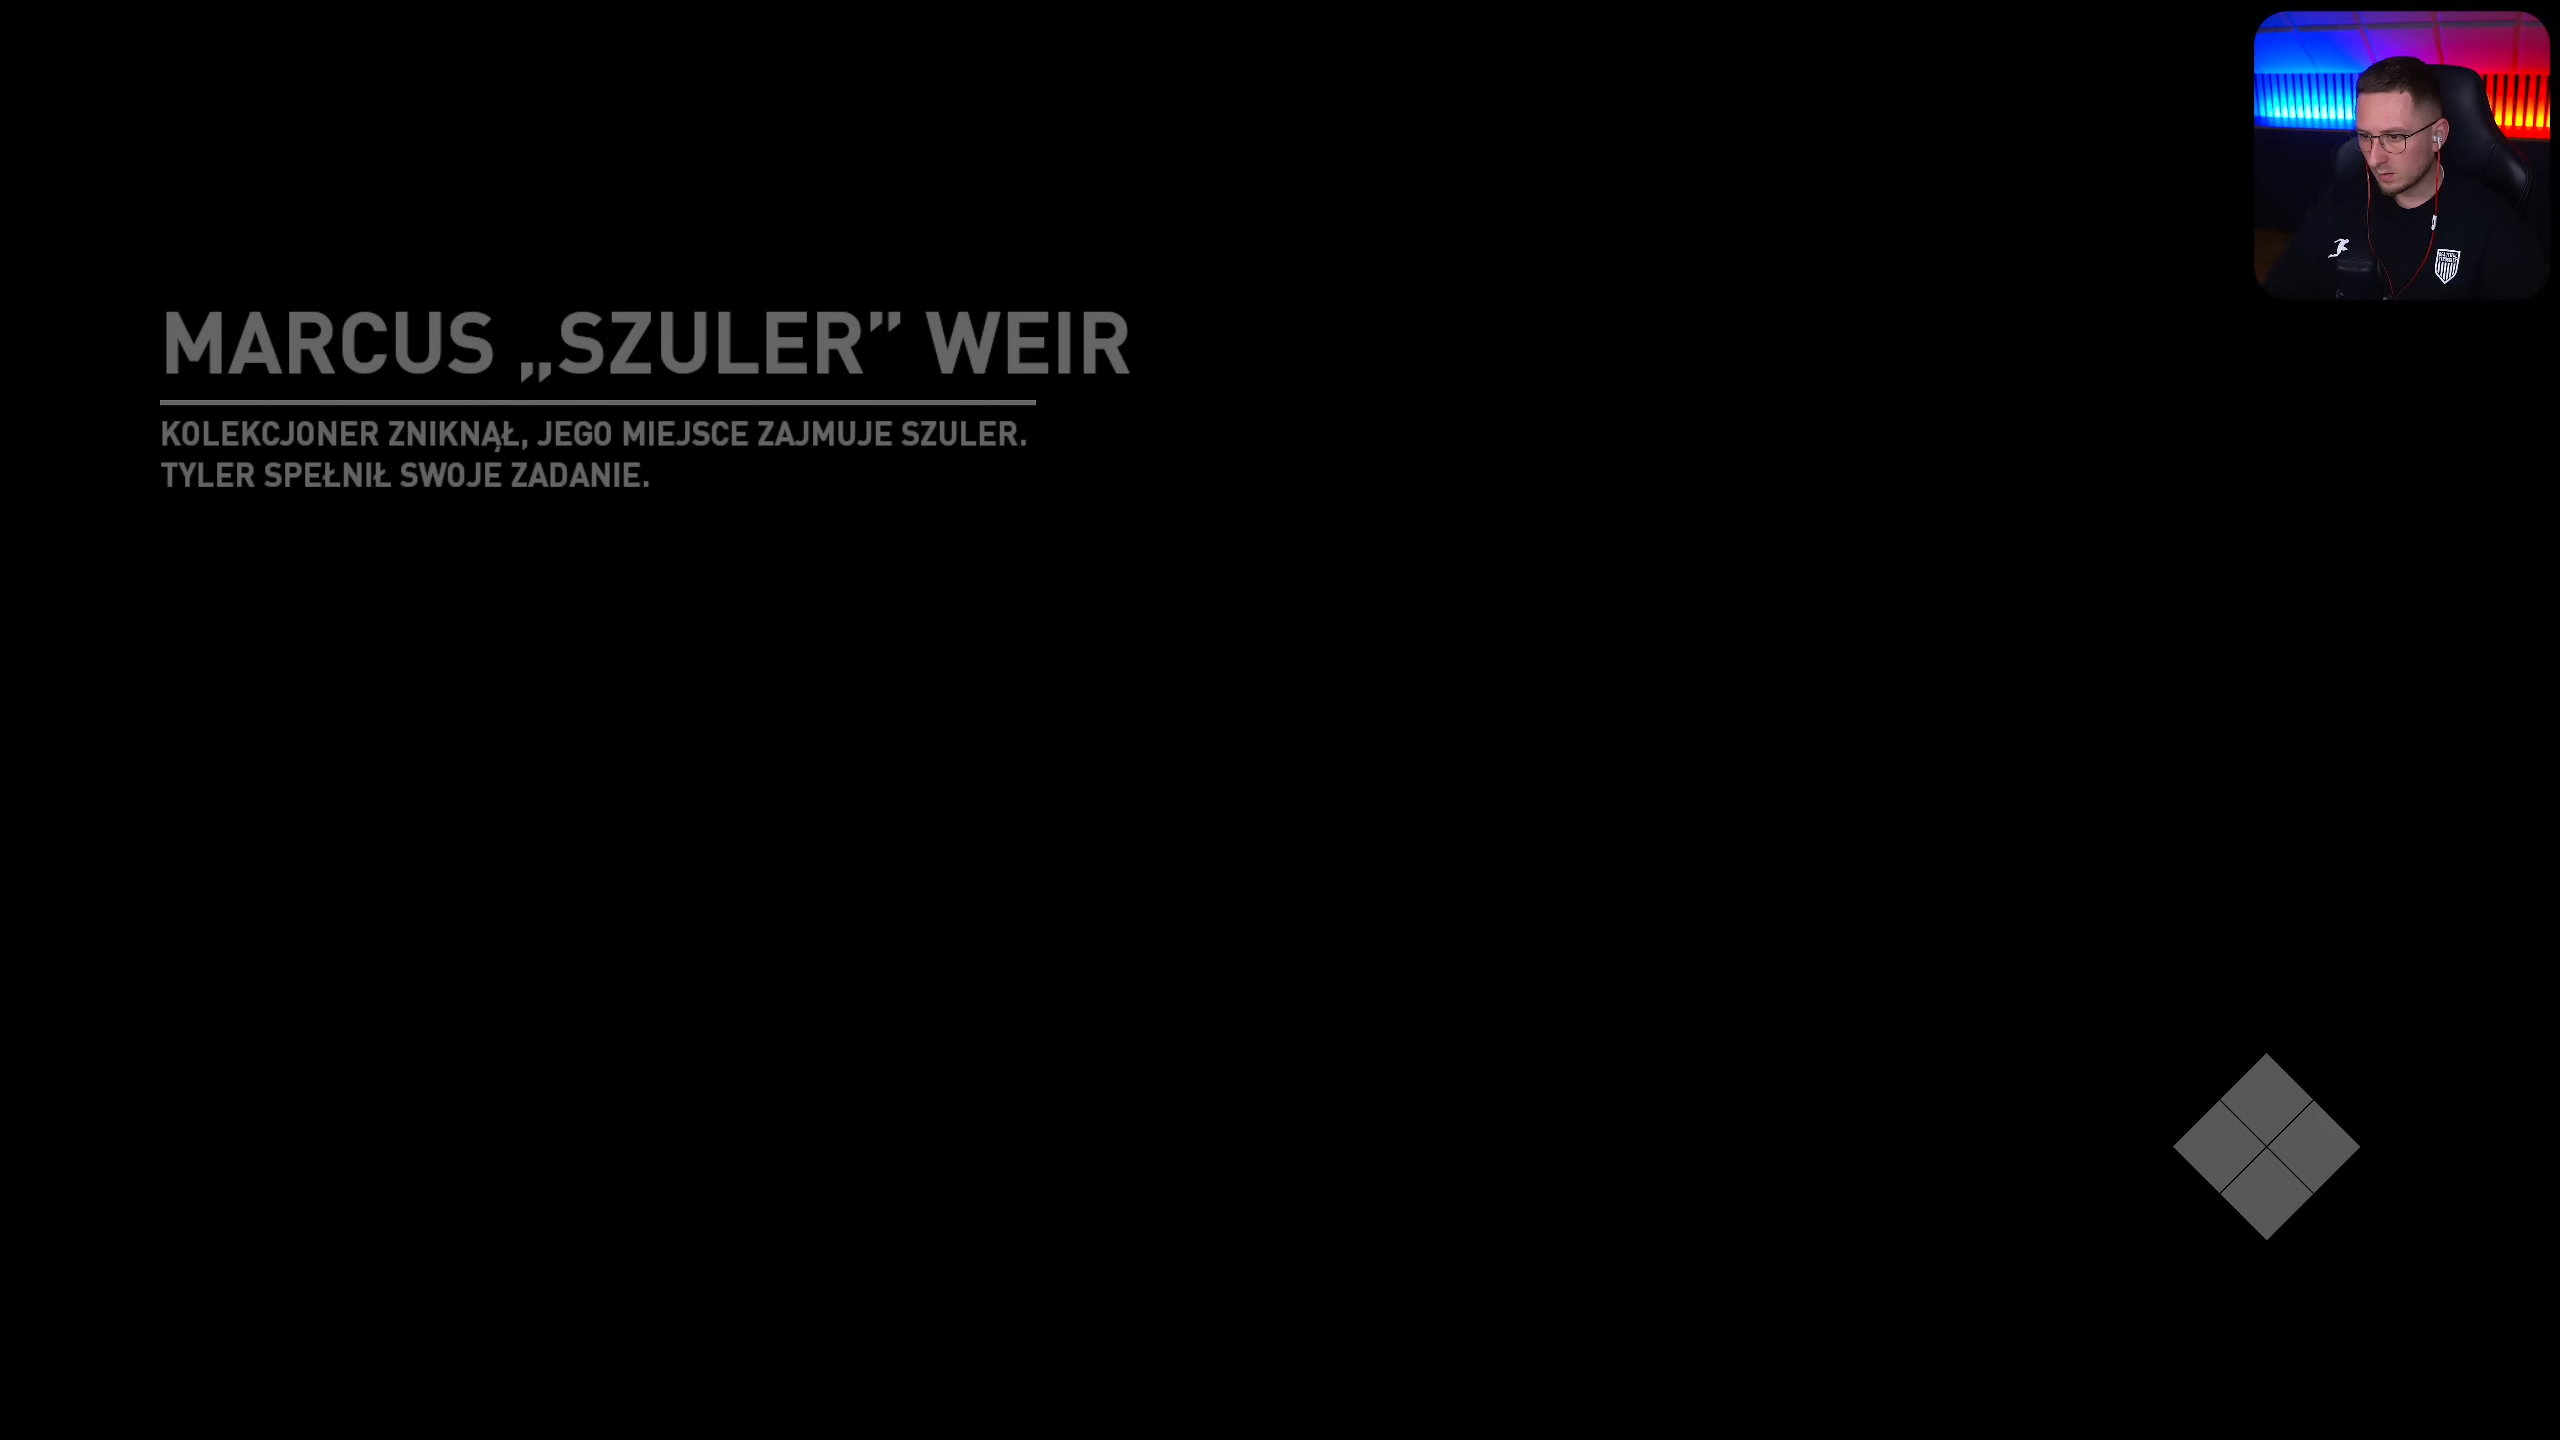 MARCUS „SZULER” WEIR
KOLEKCJONER ZNIKNĄŁ, JEGO MIEJSCE ZAJMUJE SZULER.
TYLER SPEŁNIŁ SWOJE ZADANIE.